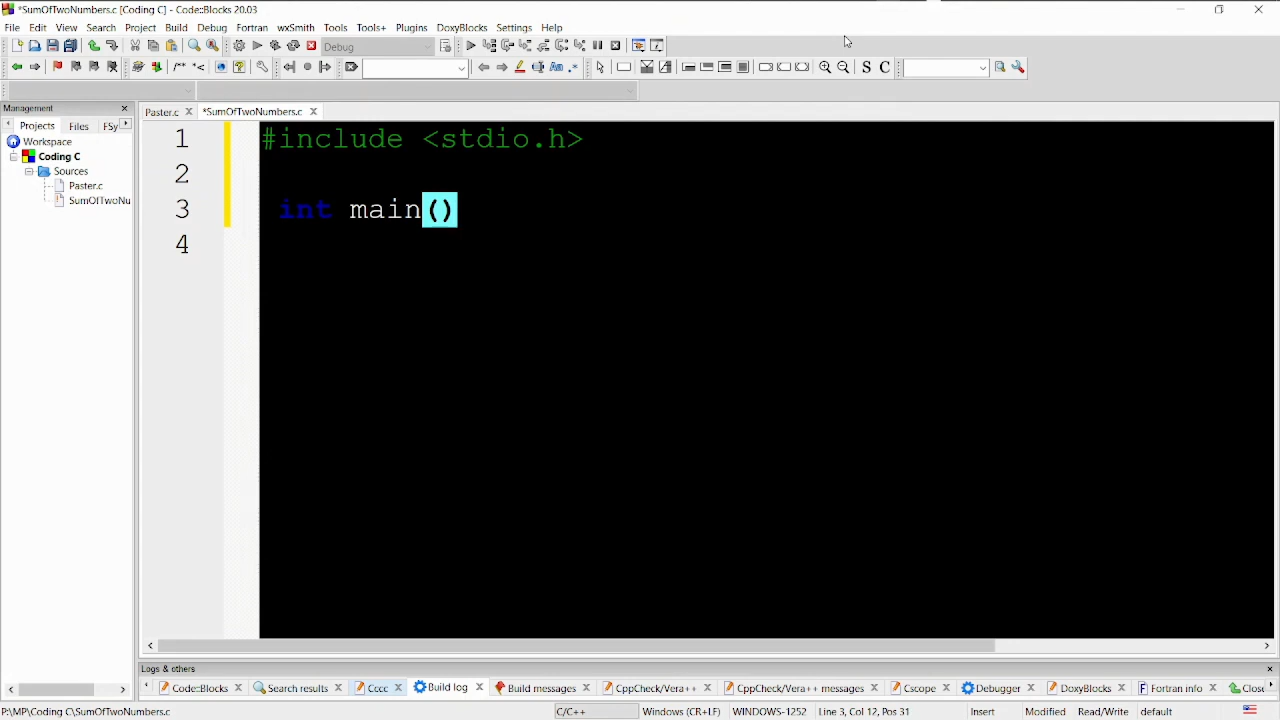 *SumOfTwoNumbers.c [Coding C] - Code::Blocks 20.03
File Edit View Search Project Build Debug Fortran wxSmith Tools Tools+ Plugins DoxyBlocks Settings Help
Debug
/** *<
Aa .*
S C
Management
Projects Files FSy
Workspace
Coding C
Sources
Paster.c
SumOfTwoNu
Paster.c *SumOfTwoNumbers.c
1 #include <stdio.h>
2
3 int main()
4
Logs & others
Code::Blocks Search results Cccc Build log Build messages CppCheck/Vera++ CppCheck/Vera++ messages Cscope Debugger DoxyBlocks Fortran info Clos
P:\MP\Coding C\SumOfTwoNumbers.c C/C++ Windows (CR+LF) WINDOWS-1252 Line 3, Col 12, Pos 31 Insert Modified Read/Write default